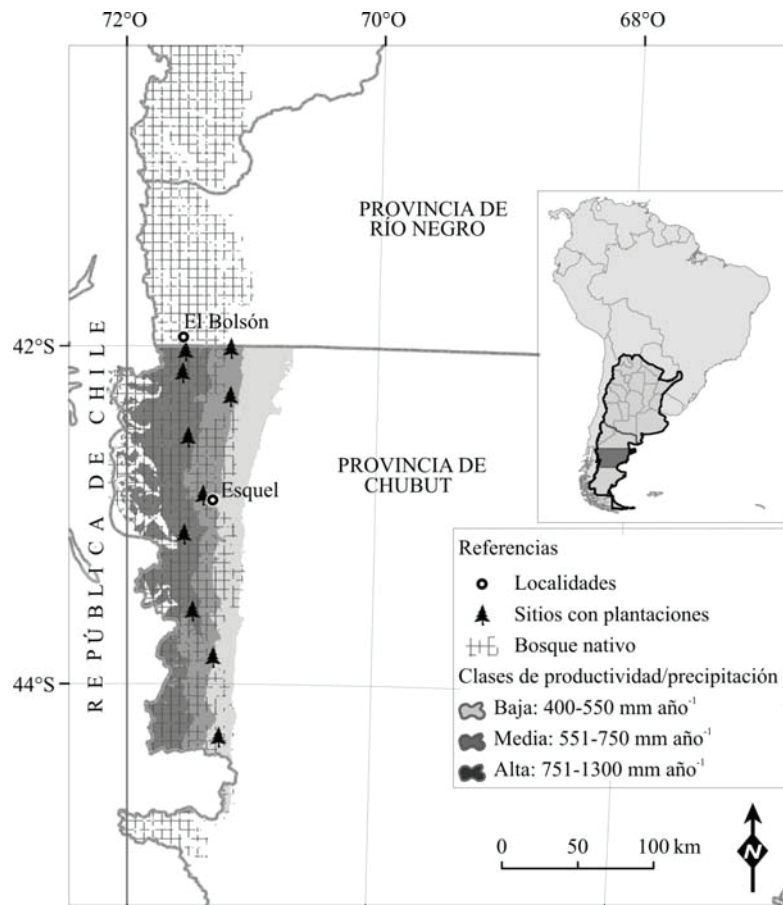 72°O
70°O
68°O
PROVINCIA DE
RÍO NEGRO
El Bolsón
42°S
REPÚBLICA DE CHILE
PROVINCIA DE
CHUBUT
Esquel
44°S
Referencias
Localidades
Sitios con plantaciones
Bosque nativo
Clases de productividad/precipitación
Baja: 400-550 mm año⁻¹
Media: 551-750 mm año⁻¹
Alta: 751-1300 mm año⁻¹
0 50 100 km
N